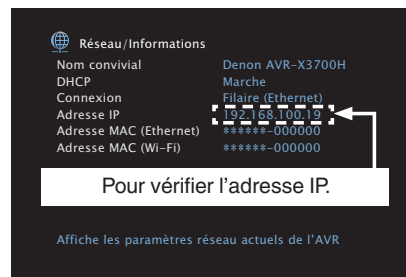 Réseau/Informations
Nom convivial Denon AVR-X3700H
DHCP Marche
Connexion Filaire (Ethernet)
Adresse IP 192.168.100.19
Adresse MAC (Ethernet) ******-000000
Adresse MAC (Wi-Fi) ******-000000
Pour vérifier l'adresse IP.
Affiche les paramètres réseau actuels de l'AVR